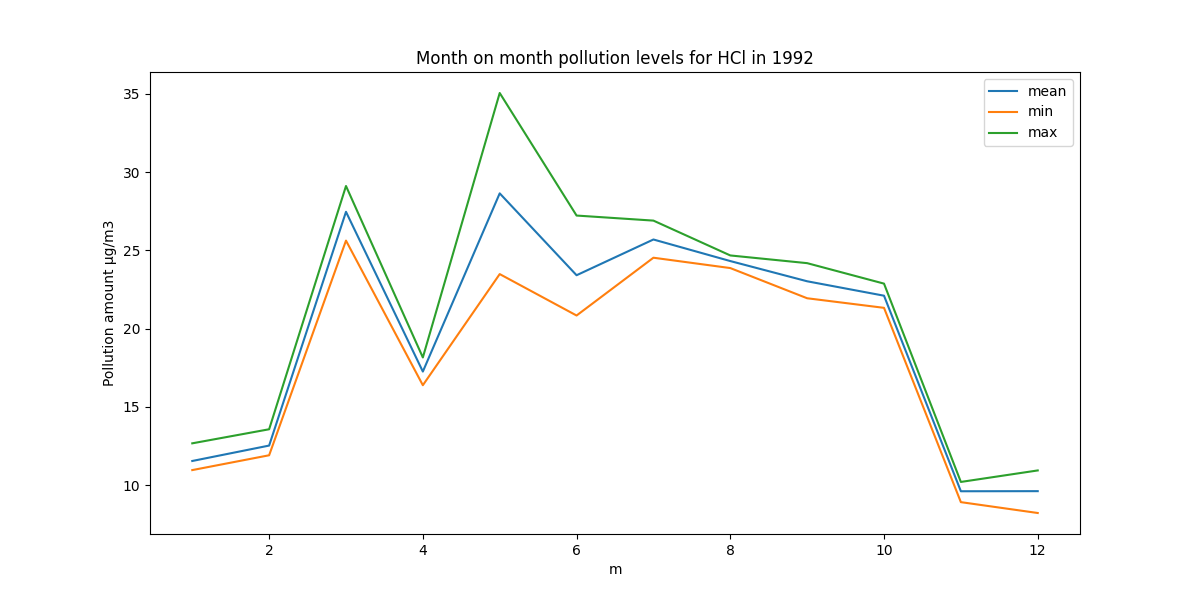 Month on month pollution levels for HCl in 1992
mean
min
max
35
30
25
20
15
10
Pollution amount µg/m3
2 4 6 8 10 12
m